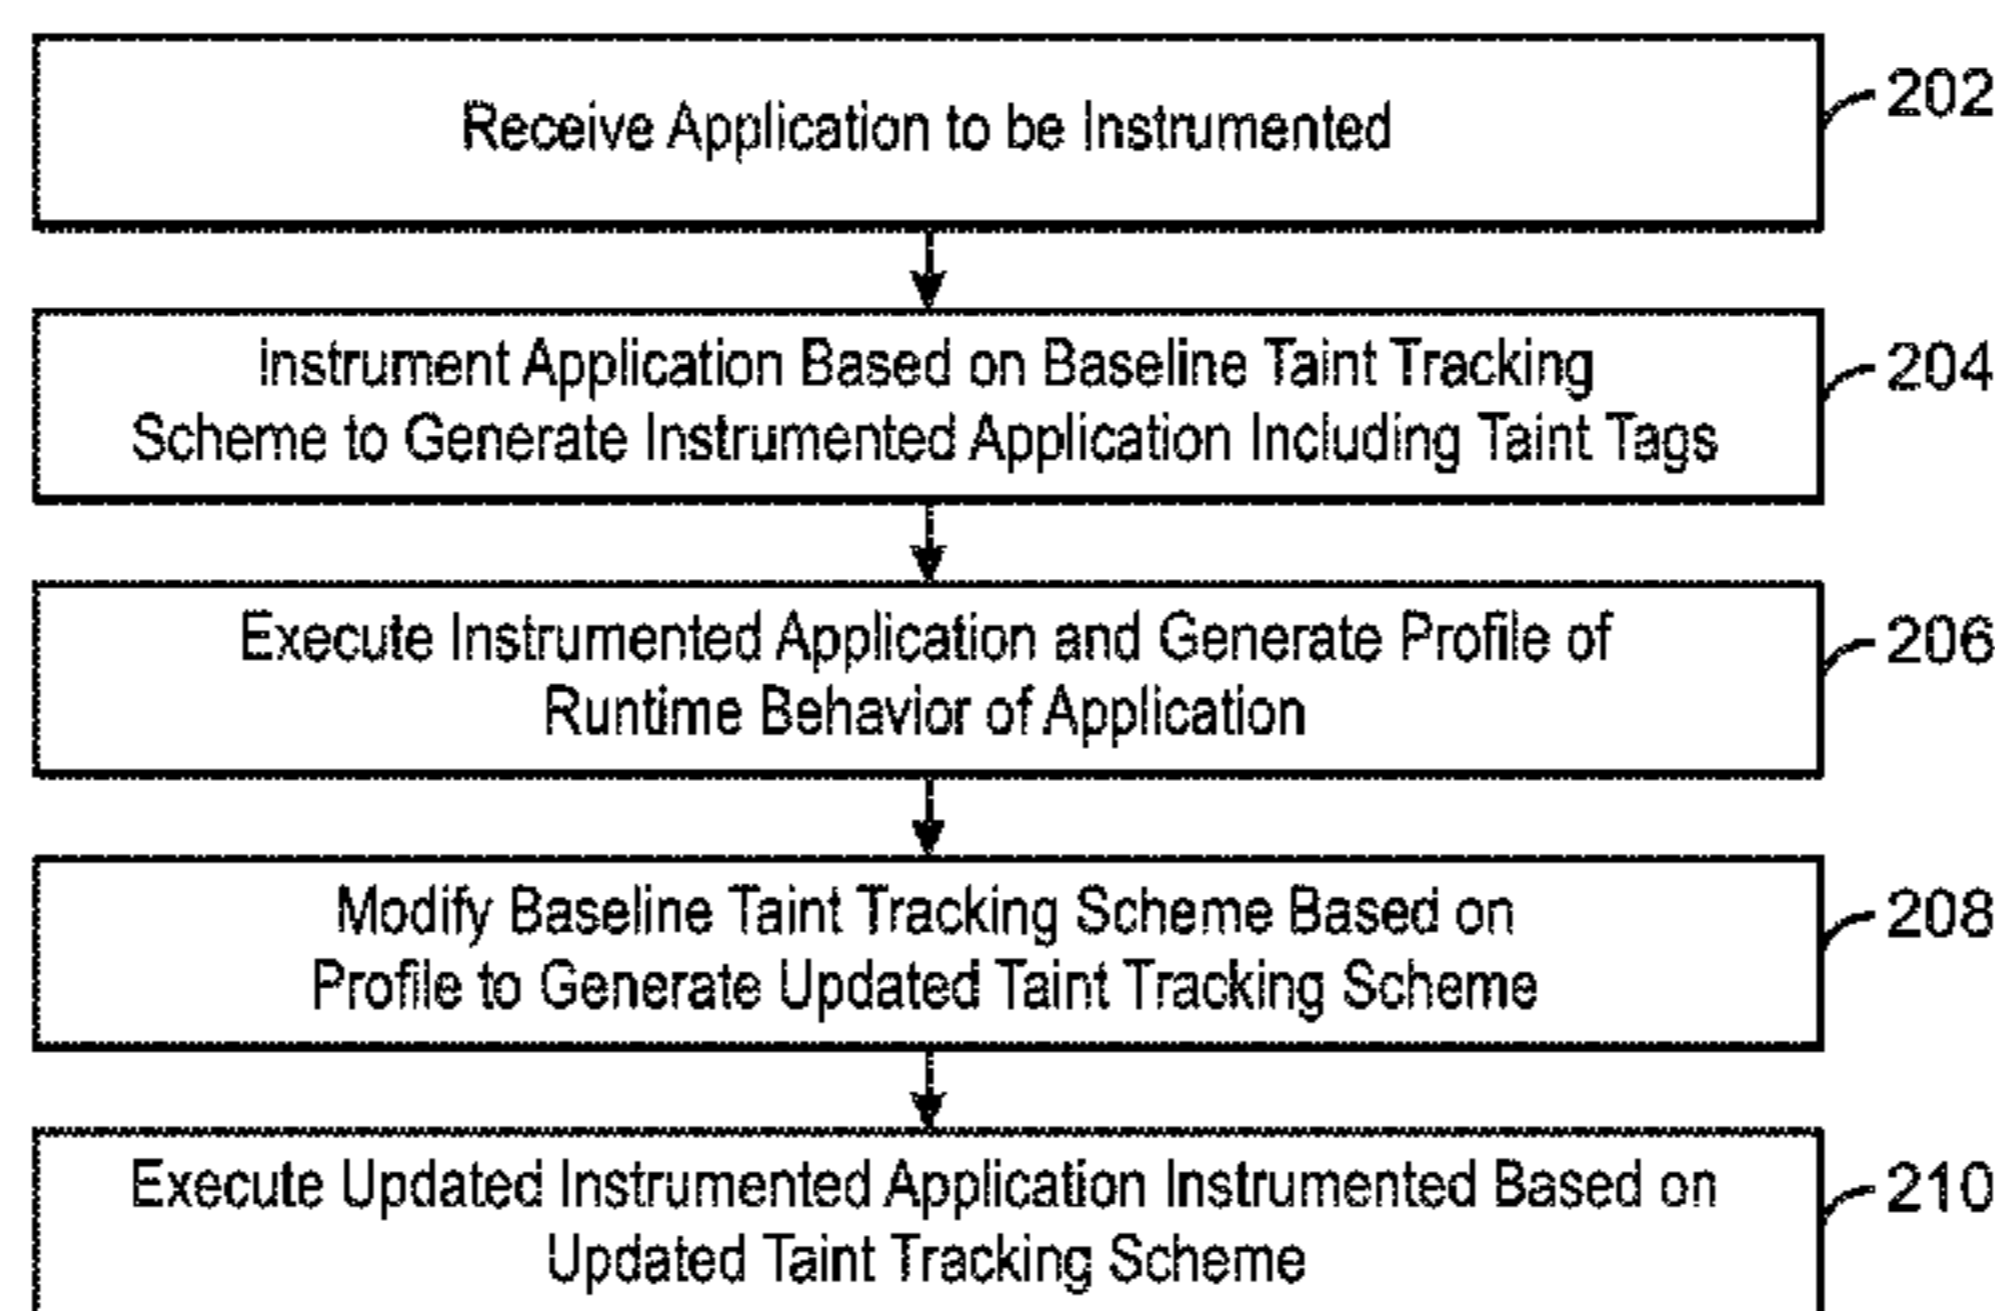 Receive Application to be Instrumented
202
Instrument Application Based on Baseline Taint Tracking
Scheme to Generate Instrumented Application Including Taint Tags
204
Execute Instrumented Application and Generate Profile of
Runtime Behavior of Application
206
Modify Baseline Taint Tracking Scheme Based on
Profile to Generate Updated Taint Tracking Scheme
208
Execute Updated Instrumented Application Instrumented Based on
Updated Taint Tracking Scheme
210